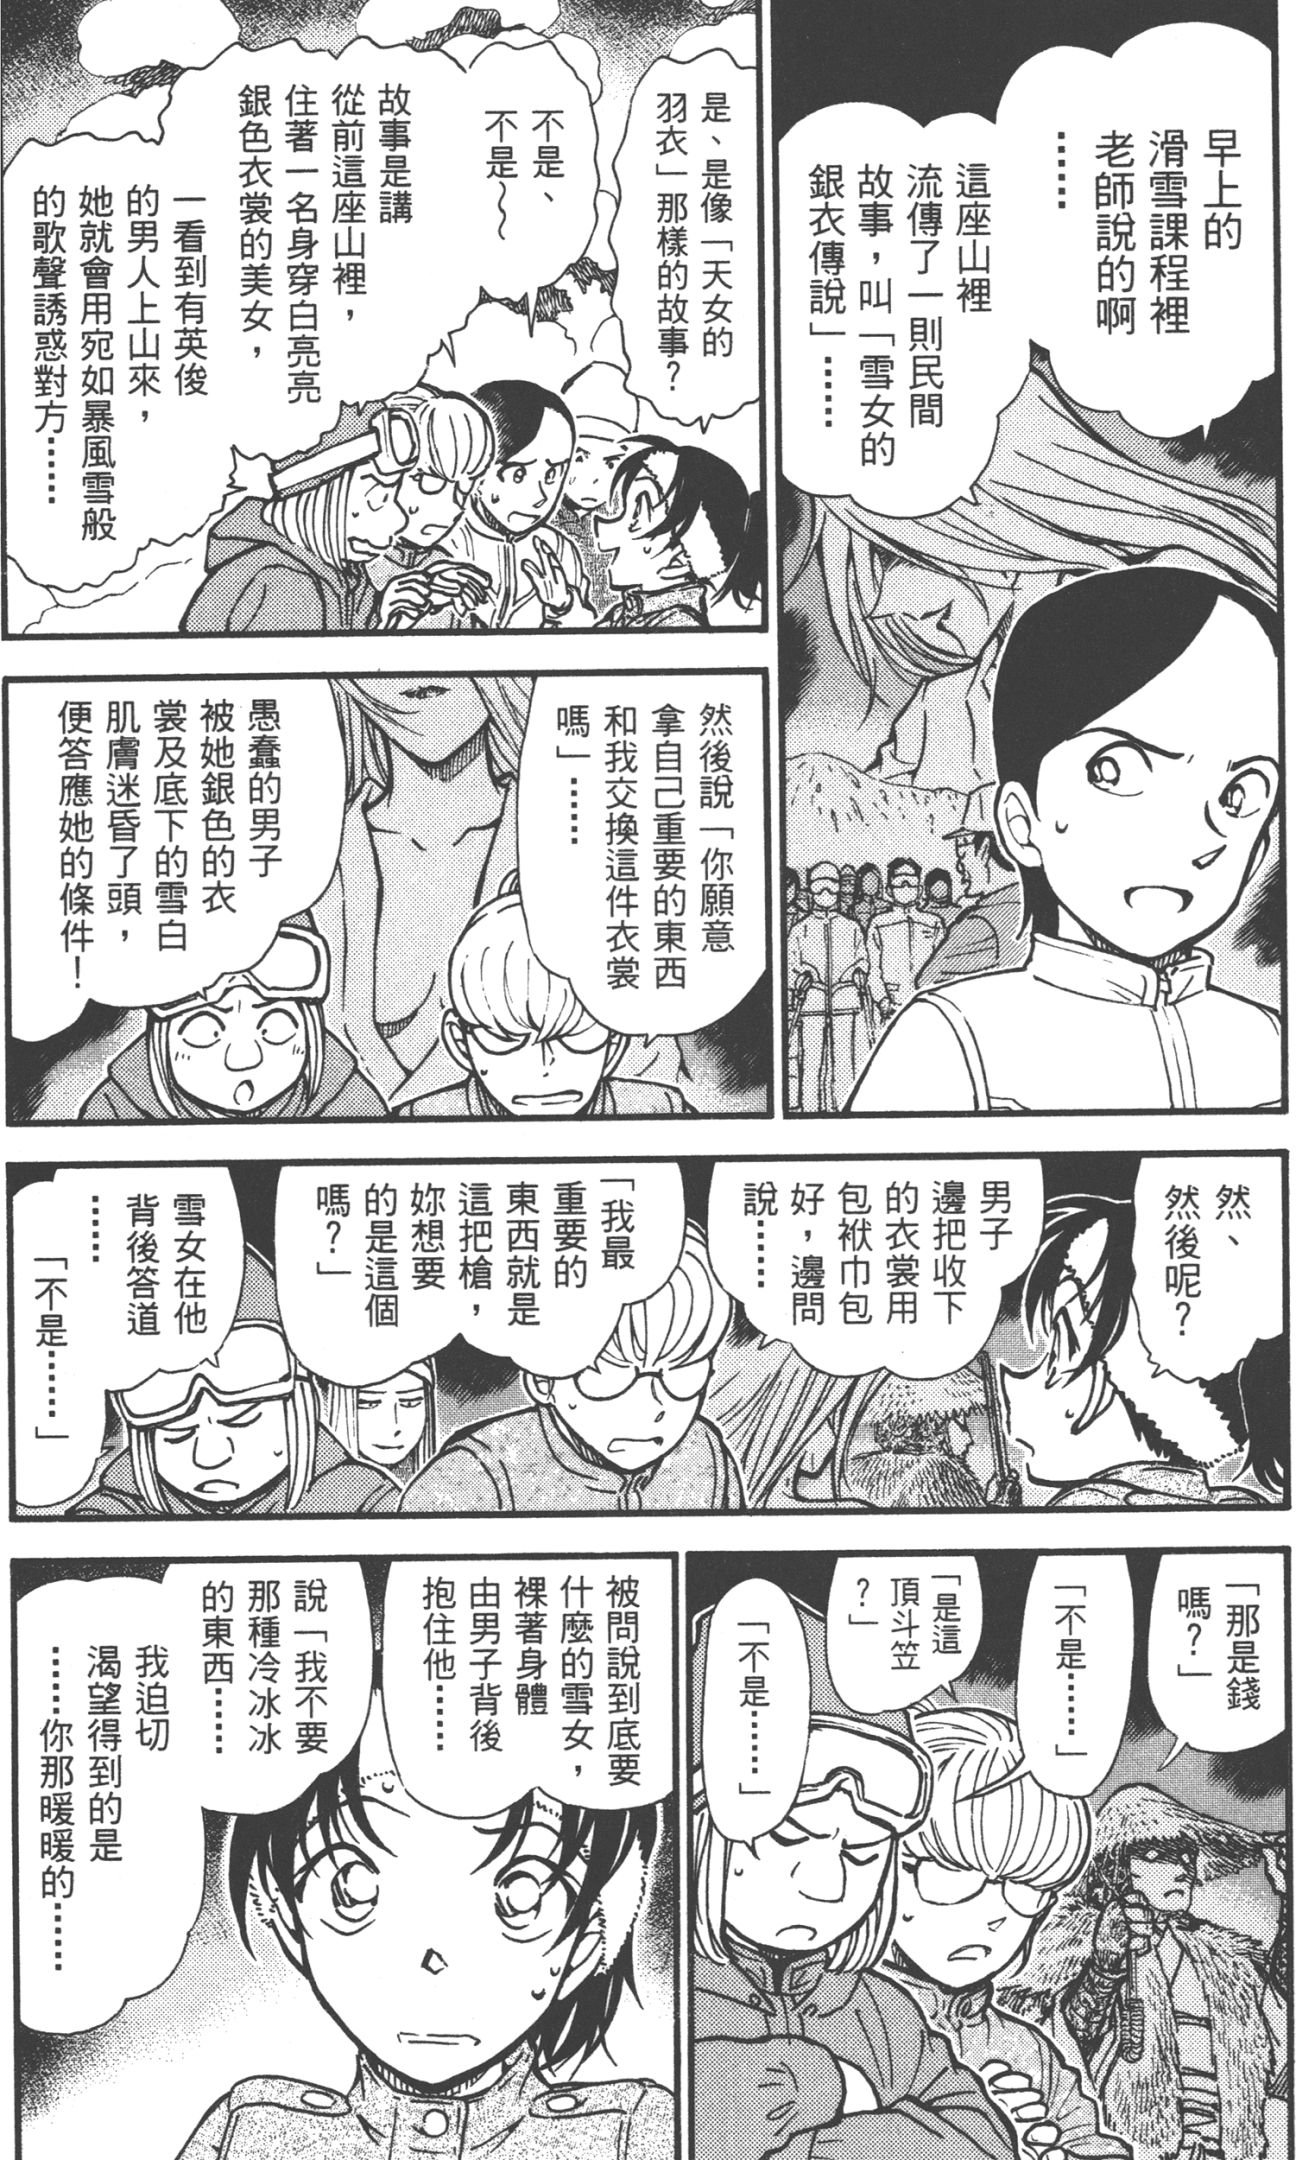 早上的
滑雪課程裡
老師說的啊
……
這座山裡
流傳了一則民間
故事，叫「雪女的
銀衣傳說」……
是、是像「天女的
羽衣」那樣的故事？
不是、
不是～
故事是講
從前這座山裡，
住著一名身穿白亮亮
銀色衣裳的美女，
一看到有英俊
的男人上山來，
她就會用宛如暴風雪般
的歌聲誘惑對方……
然後說「你願意
拿自己重要的東西
和我交換這件衣裳
嗎」……
愚蠢的男子
被她銀色的衣
裳及底下的雪白
肌膚迷昏了頭，
便答應她的條件！
然、
然後呢？
男子
邊把收下
的衣裳用
包袱巾包
好，邊問
說……
「我最
重要的
東西就是
這把槍，
妳想要
的是這個
嗎？」
雪女在他
背後答道
……
「不是……」
「那是錢
嗎？」
「不是……」
「是這
頂斗笠
？」
「不是……」
被問說到底要
什麼的雪女，
裸著身體
由男子背後
抱住他……
說「我不要
那種冷冰冰
的東西……
我迫切
渴望得到的是
……你那暖暖的……